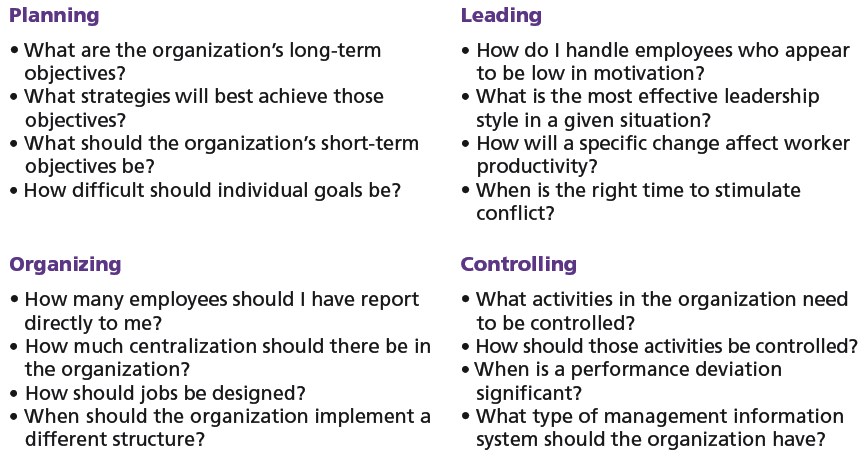 Planning
• What are the organization's long-term
objectives?
• What strategies will best achieve those
objectives?
• What should the organization's short-term
objectives be?
• How difficult should individual goals be?
Organizing
• How many employees should I have report
directly to me?
• How much centralization should there be in
the organization?
• How should jobs be designed?
• When should the organization implement a
different structure?
Leading
• How do I handle employees who appear
to be low in motivation?
• What is the most effective leadership
style in a given situation?
• How will a specific change affect worker
productivity?
• When is the right time to stimulate
conflict?
Controlling
• What activities in the organization need
to be controlled?
• How should those activities be controlled?
• When is a performance deviation
significant?
• What type of management information
system should the organization have?